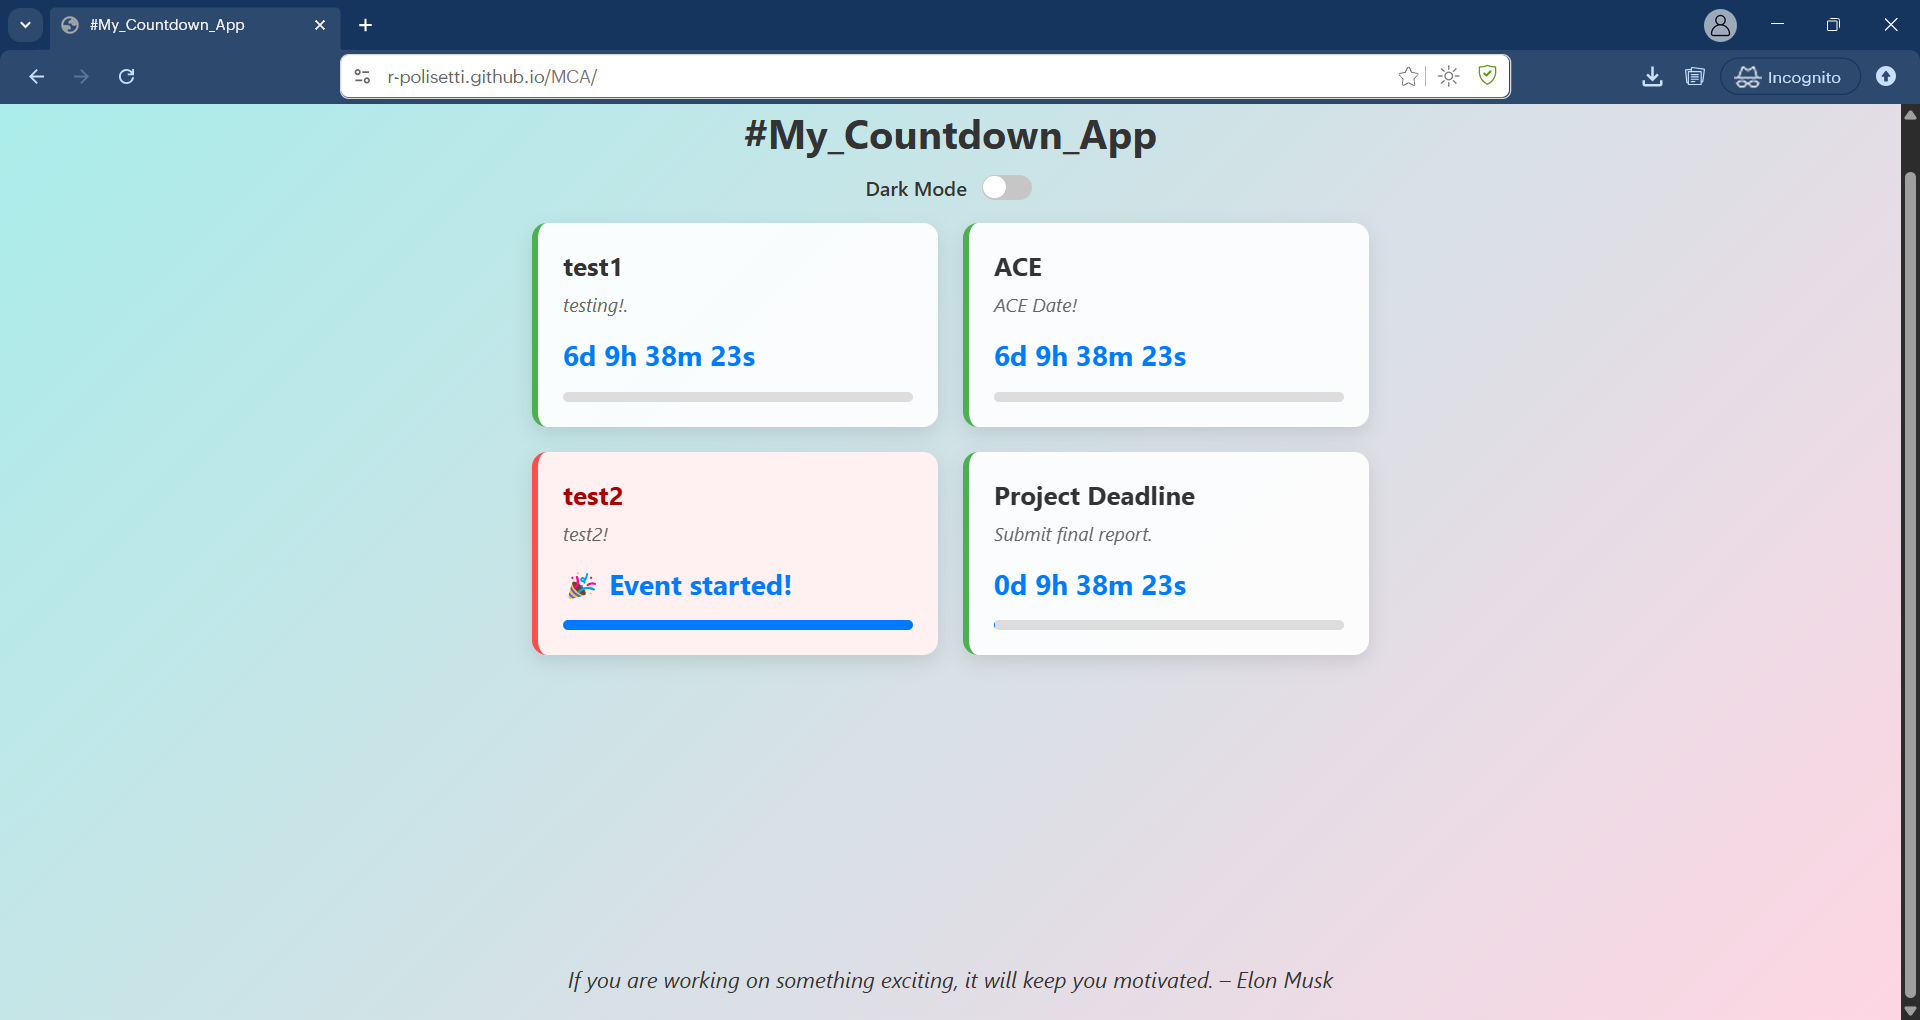 #My_Countdown_App
r-polisetti.github.io/MCA/
Incognito
#My_Countdown_App
Dark Mode
test1
testing!.
6d 9h 38m 23s
ACE
ACE Date!
6d 9h 38m 23s
test2
test2!
🎉 Event started!
Project Deadline
Submit final report.
0d 9h 38m 23s
If you are working on something exciting, it will keep you motivated. – Elon Musk